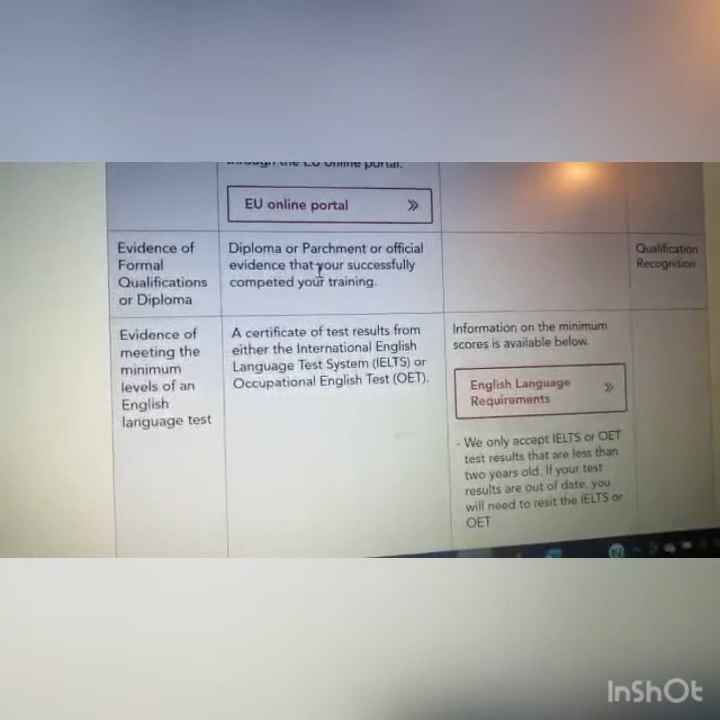 EU online portal
Evidence of
Formal
Qualifications
or Diploma
Diploma or Parchment or official
evidence that your successfully
competed your training.
Qualification
Recognition
Evidence of
meeting the
minimum
levels of an
English
language test
A certificate of test results from
either the International English
Language Test System (IELTS) or
Occupational English Test (OET).
Information on the minimum
scores is available below.
English Language
Requirements
- We only accept IELTS or OET
test results that are less than
two years old. If your test
results are out of date, you
will need to resit the IELTS or
OET
InShOt